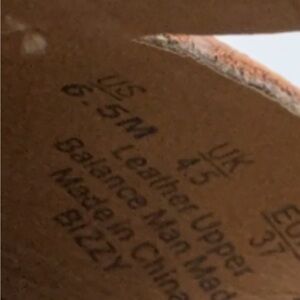 US UK EU
6.5M 4.5 37
Leather Upper
Balance Man Made
Made in China
BIZZY